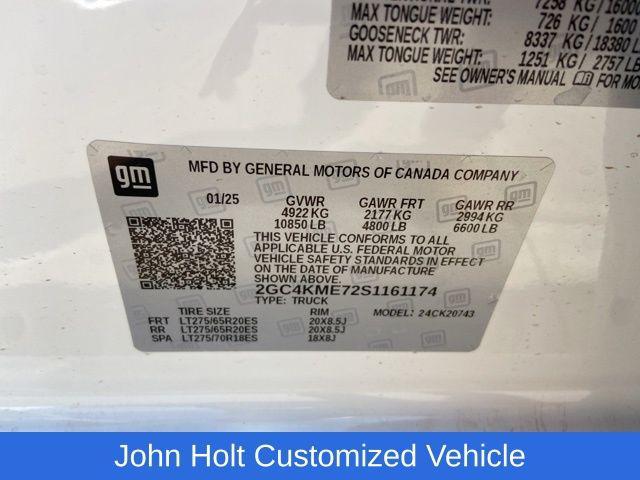 7258 KG/1600
MAX TONGUE WEIGHT: 726 KG/ 1600
GOOSENECK TWR: 8337 KG/18380
MAX TONGUE WEIGHT: 1251 KG/ 2757 LB
SEE OWNER'S MANUAL FOR MO
gm
MFD BY GENERAL MOTORS OF CANADA COMPANY
01/25 GVWR GAWR FRT GAWR RR
4922 KG 2177 KG 2994 KG
10850 LB 4800 LB 6600 LB
THIS VEHICLE CONFORMS TO ALL
APPLICABLE U.S. FEDERAL MOTOR
VEHICLE SAFETY STANDARDS IN
EFFECT ON THE DATE OF MANUFACTURE
SHOWN ABOVE.
2GC4KME72S1161174
TYPE: TRUCK MODEL: 24CK20743
TIRE SIZE RIM
FRT LT275/65R20ES 20X8.5J
RR LT275/65R20ES 20X8.5J
SPA LT275/70R18ES 18X8J
John Holt Customized Vehicle